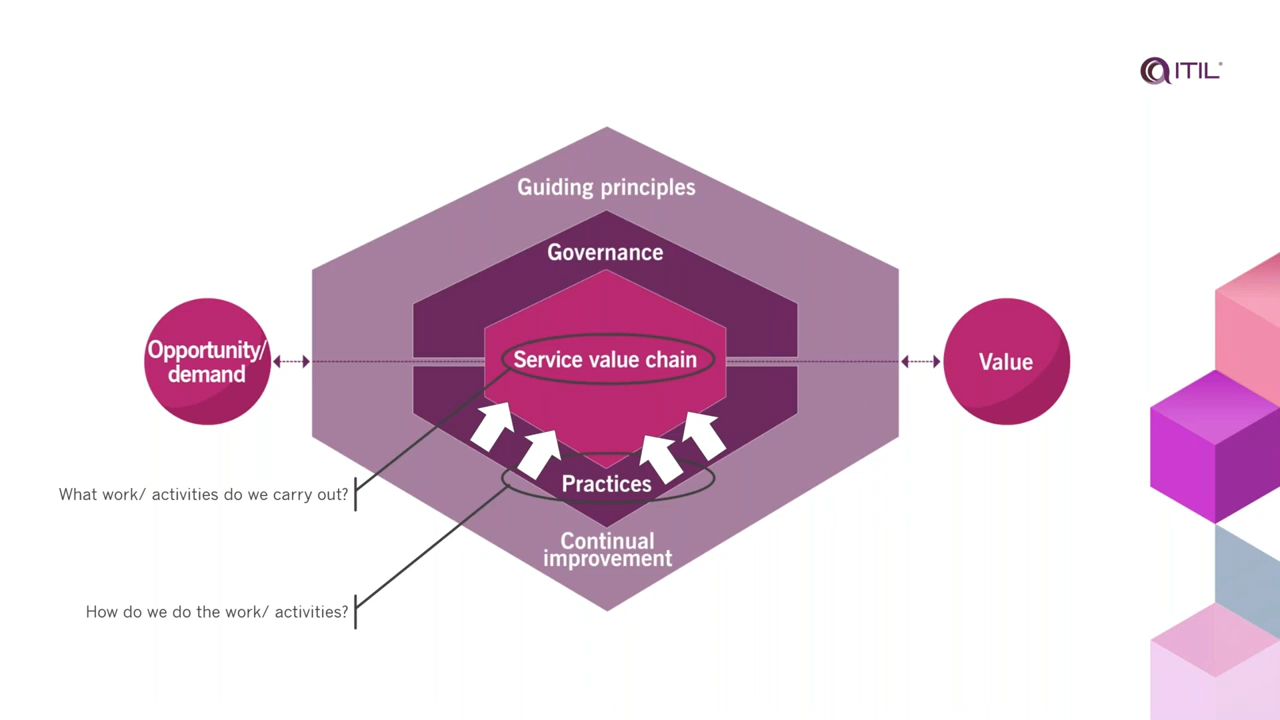 ITIL
Guiding principles
Governance
Opportunity/
demand
Service value chain
Value
Practices
What work/ activities do we carry out?
Continual
improvement
How do we do the work/ activities?